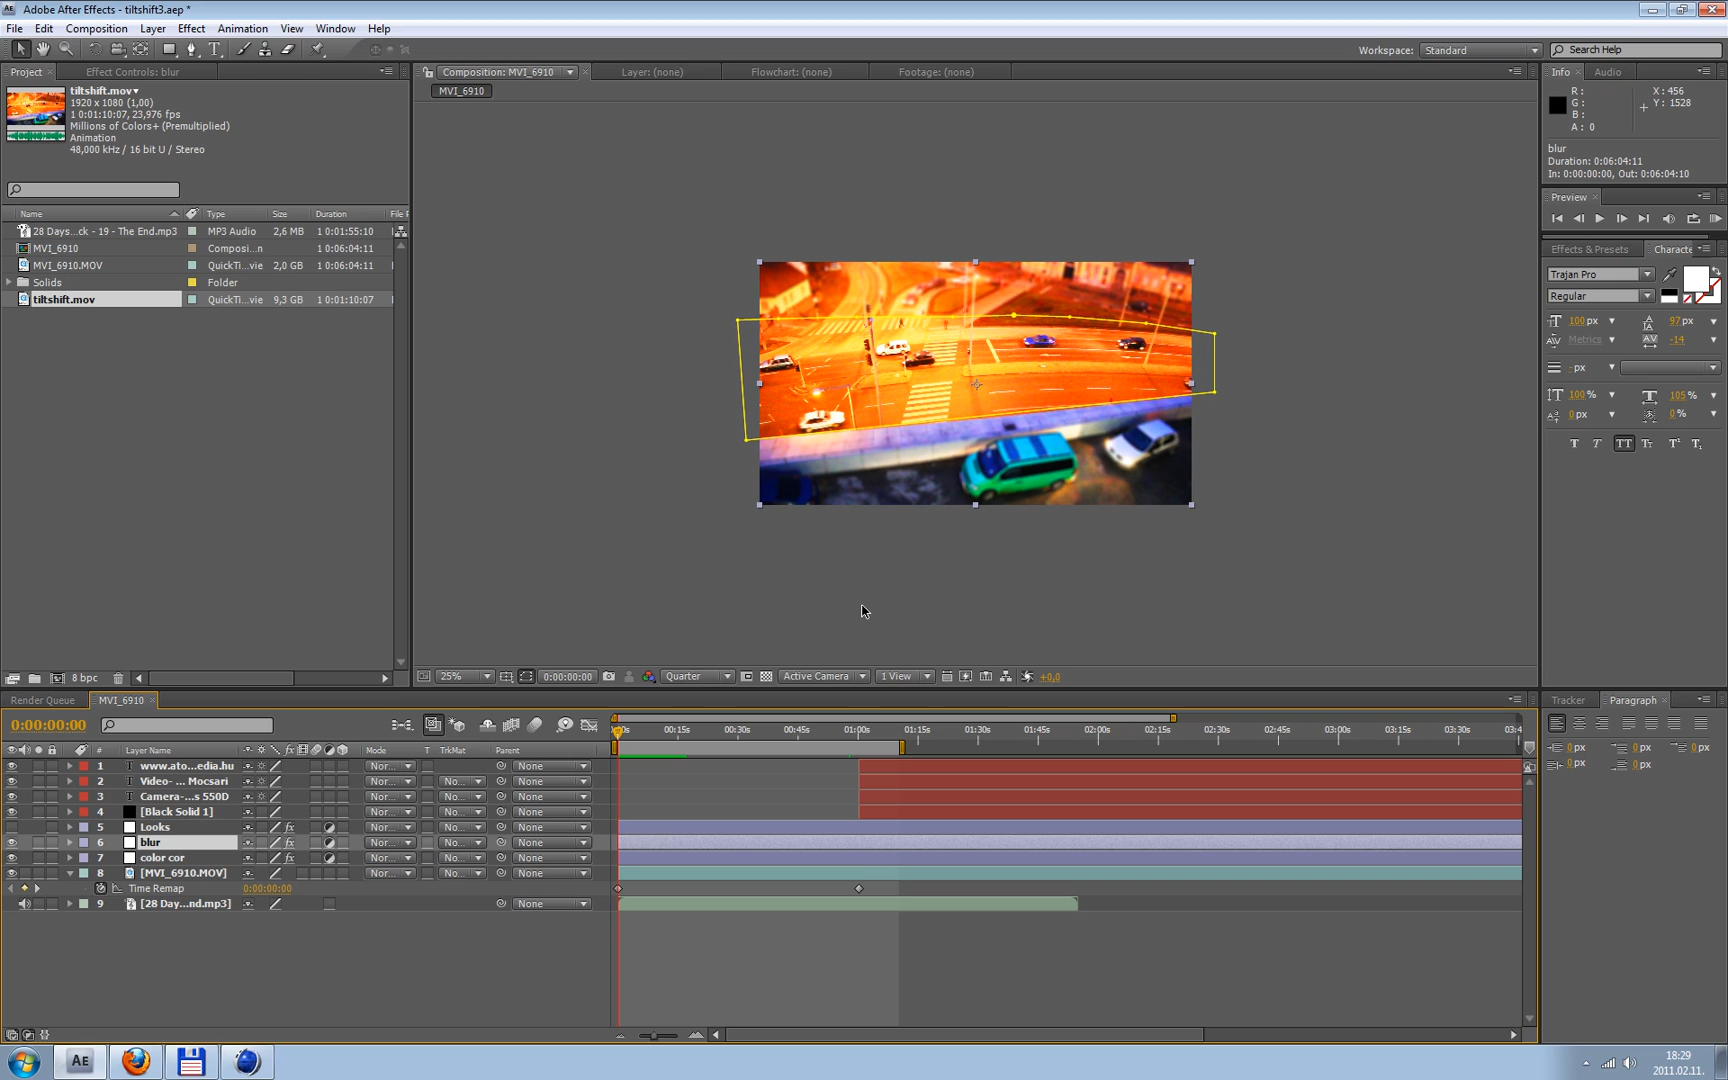 Adobe After Effects - tiltshift3.aep *
File Edit Composition Layer Effect Animation View Window Help
Workspace: Standard Search Help
Project Effect Controls: blur Composition: MVI_6910 Layer: (none) Flowchart: (none) Footage: (none) Info Audio
MVI_6910
tiltshift.mov
1920 x 1080 (1,00)
1 0:01:10:07, 23,976 fps
Millions of Colors+ (Premultiplied)
Animation
48,000 kHz / 16 bit U / Stereo
R: X: 456
G: Y: 1528
B:
A: 0
blur
Duration: 0:06:04:11
In: 0:00:00:00, Out: 0:06:04:10
Preview
Effects & Presets Characte
Trajan Pro
Regular
100 px 97 px
Metrics -14
- px
100 % 105 %
0 px 0 %
Name Type Size Duration File F
28 Days...ck - 19 - The End.mp3 MP3 Audio 2,6 MB 1 0:01:55:10
MVI_6910 Composi...n 1 0:06:04:11
MVI_6910.MOV QuickTi...vie 2,0 GB 1 0:06:04:11
Solids Folder
tiltshift.mov QuickTi...vie 9,3 GB 1 0:01:10:07
8 bpc
25% 0:00:00:00 Quarter Active Camera 1 View +0,0
Render Queue MVI_6910
0:00:00:00
00s 00:15s 00:30s 00:45s 01:00s 01:15s 01:30s 01:45s 02:00s 02:15s 02:30s 02:45s 03:00s 03:15s 03:30s 03:4
# Layer Name Mode T TrkMat Parent
1 www.ato...edia.hu Nor... None
2 Video- ... Mocsari Nor... No... None
3 Camera-...s 550D Nor... No... None
4 [Black Solid 1] Nor... No... None
5 Looks Nor... No... None
6 blur Nor... No... None
7 color cor Nor... No... None
8 [MVI_6910.MOV] Nor... No... None
Time Remap 0:00:00:00
9 [28 Day...nd.mp3] None
Tracker Paragraph
0 px 0 px 0 px
0 px 0 px
AE
18:29
2011.02.11.